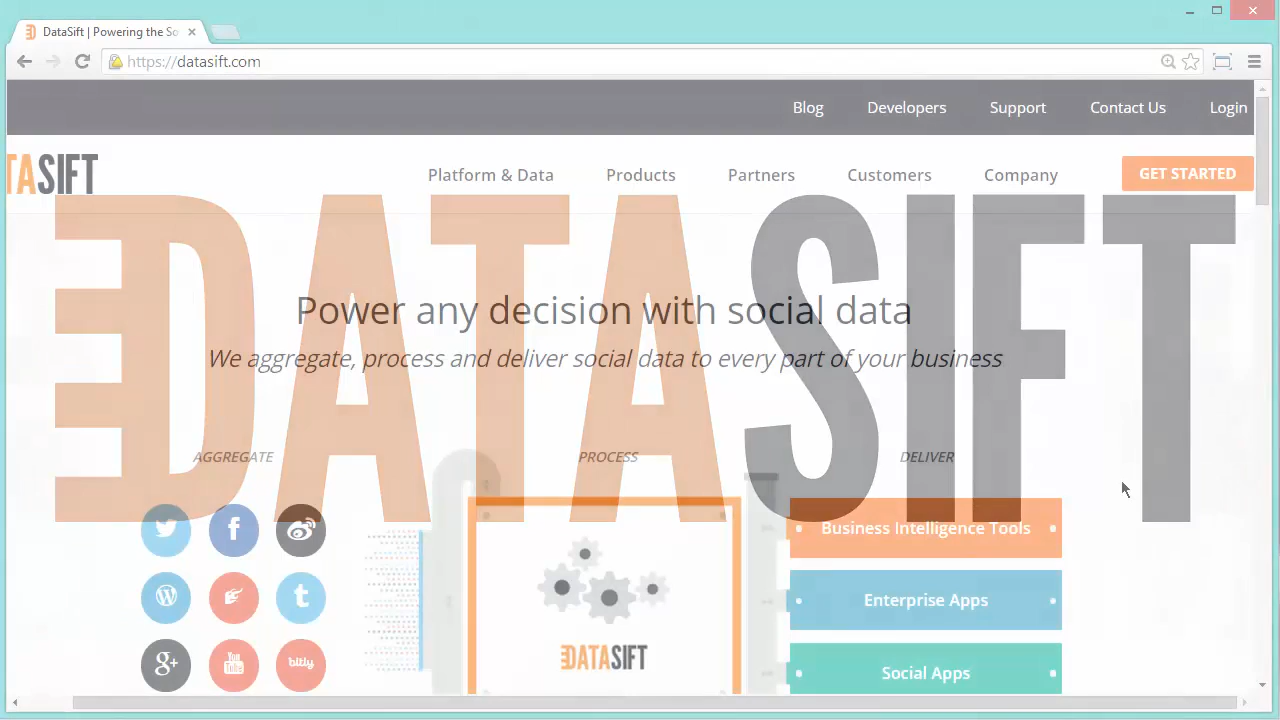 DataSift | Powering the So
https://datasift.com
Blog Developers Support Contact Us Login
TASIFT Platform & Data Products Partners Customers Company GET STARTED
DATASIFT
Power any decision with social data
We aggregate, process and deliver social data to every part of your business
AGGREGATE PROCESS DELIVER
Business Intelligence Tools
Enterprise Apps
DATASIFT
Social Apps
You Tube
bitly